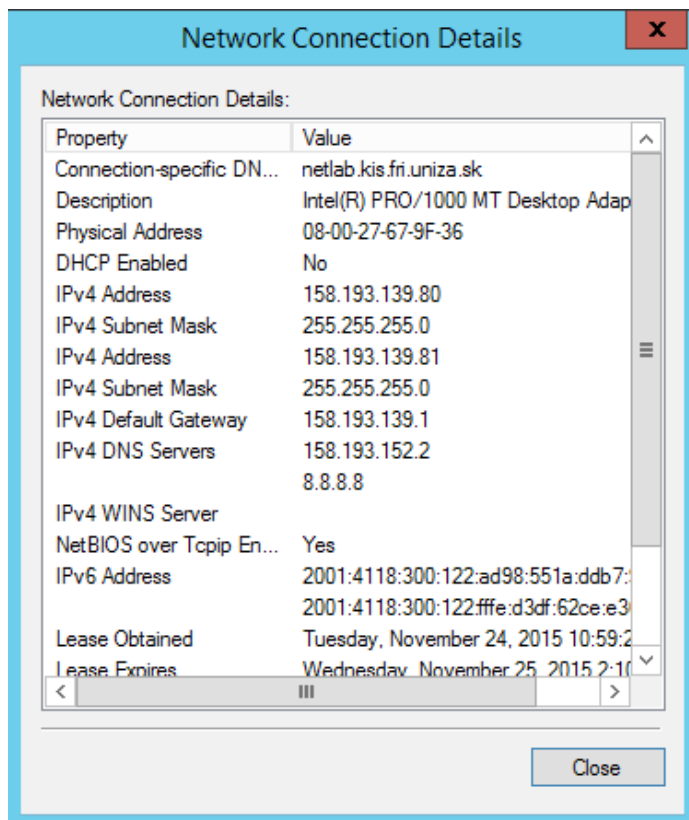 Network Connection Details
x
Network Connection Details:
Property Value
Connection-specific DN... netlab.kis.fri.uniza.sk
Description Intel(R) PRO/1000 MT Desktop Adap
Physical Address 08-00-27-67-9F-36
DHCP Enabled No
IPv4 Address 158.193.139.80
IPv4 Subnet Mask 255.255.255.0
IPv4 Address 158.193.139.81
IPv4 Subnet Mask 255.255.255.0
IPv4 Default Gateway 158.193.139.1
IPv4 DNS Servers 158.193.152.2
8.8.8.8
IPv4 WINS Server
NetBIOS over Tcpip En... Yes
IPv6 Address 2001:4118:300:122:ad98:551a:ddb7:
2001:4118:300:122:fffe:d3df:62ce:e3
Lease Obtained Tuesday, November 24, 2015 10:59:2
Lease Expires Wednesday, November 25, 2015 2:10
Close